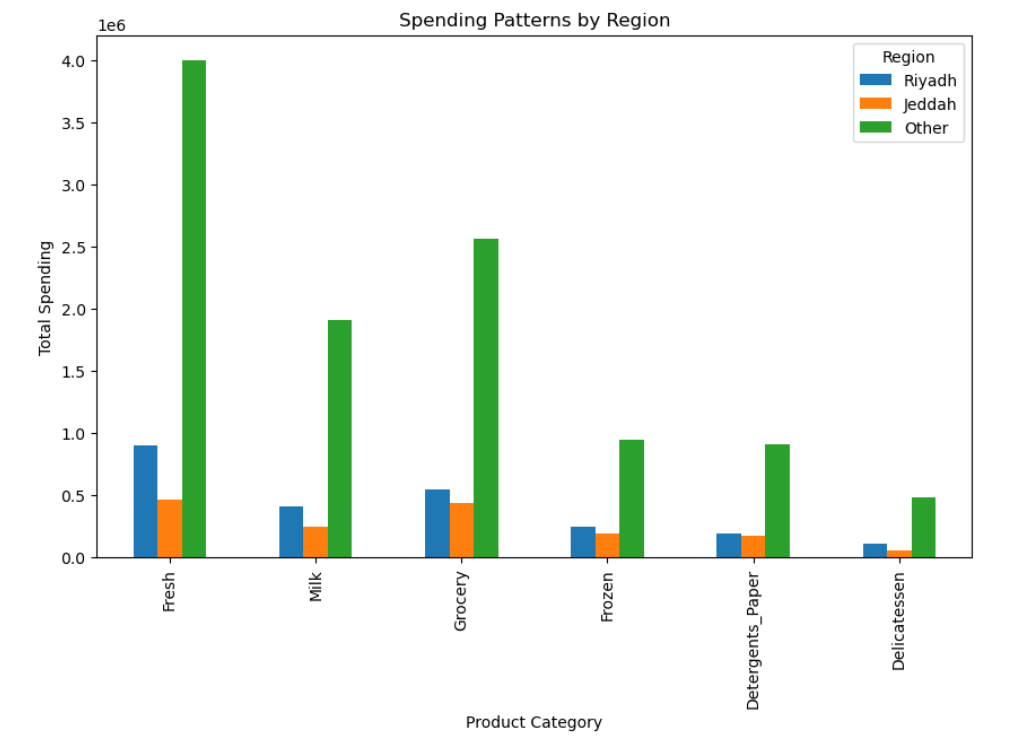 Spending Patterns by Region
1e6
4.0
3.5
3.0
2.5
2.0
1.5
1.0
0.5
0.0
Total Spending
Region
Riyadh
Jeddah
Other
Fresh
Milk
Grocery
Frozen
Detergents_Paper
Delicatessen
Product Category